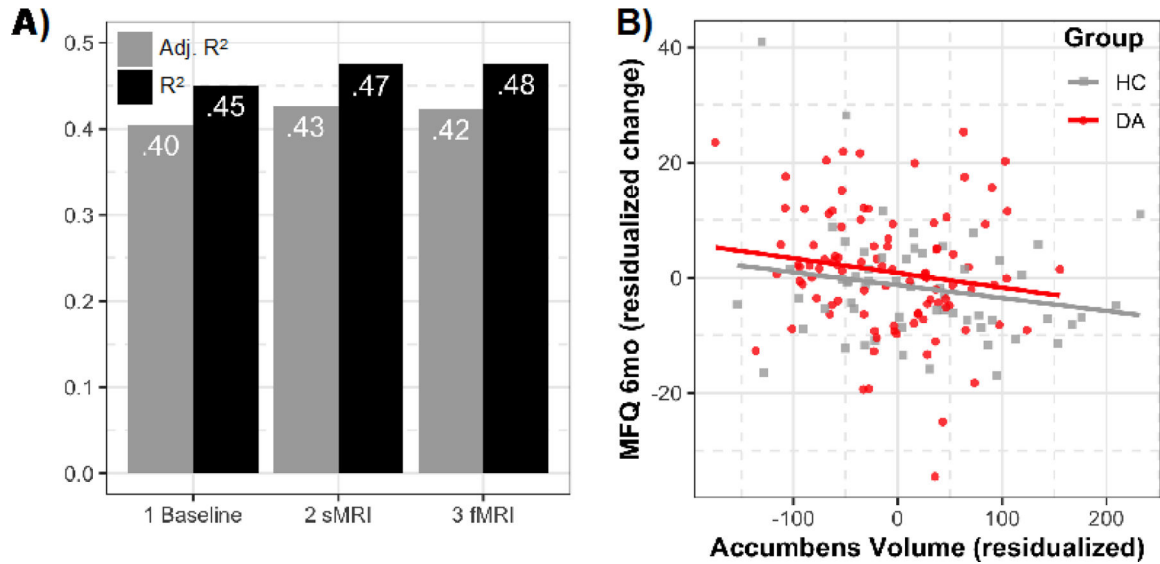 A)
Adj. R²
R²
0.5
0.4
0.3
0.2
0.1
0.0
.40
.45
.43
.47
.42
.48
1 Baseline
2 sMRI
3 fMRI
B)
MFQ 6mo (residualized change)
40
20
0
-20
Group
HC
DA
-100
0
100
200
Accumbens Volume (residualized)